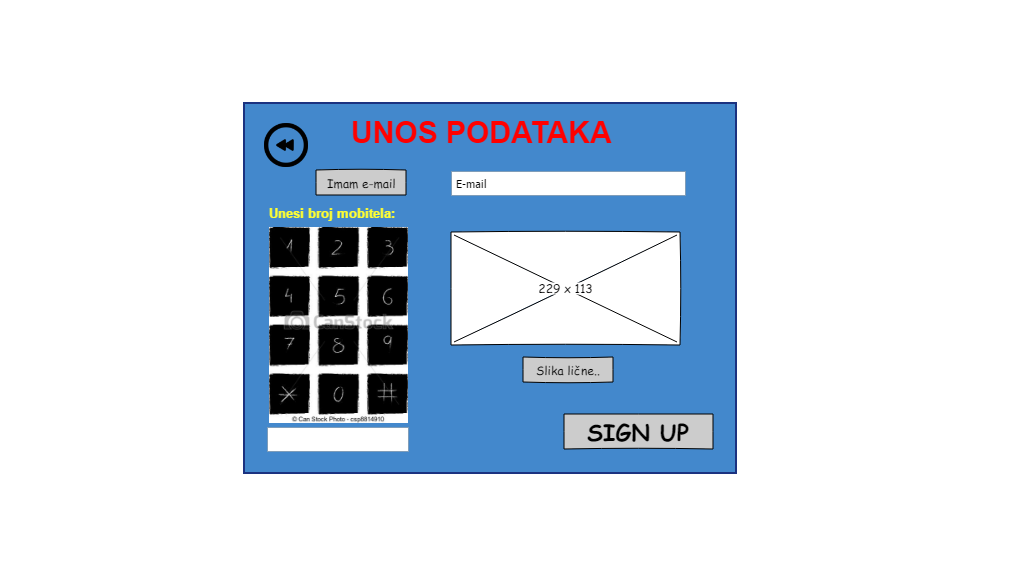 UNOS PODATAKA
Imam e-mail
E-mail
Unesi broj mobitela:
1 2 3
4 5 6
CanStock
7 8 9
* 0 #
© Can Stock Photo - csp8814910
229 x 113
Slika lične..
SIGN UP